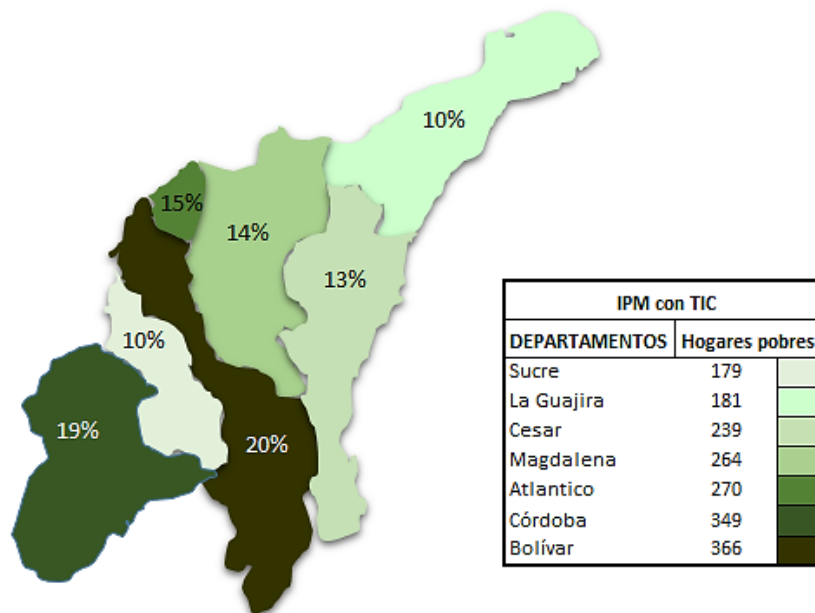 10%
15%
14%
13%
10%
19%
20%
IPM con TIC
DEPARTAMENTOS Hogares pobres
Sucre 179
La Guajira 181
Cesar 239
Magdalena 264
Atlantico 270
Córdoba 349
Bolívar 366